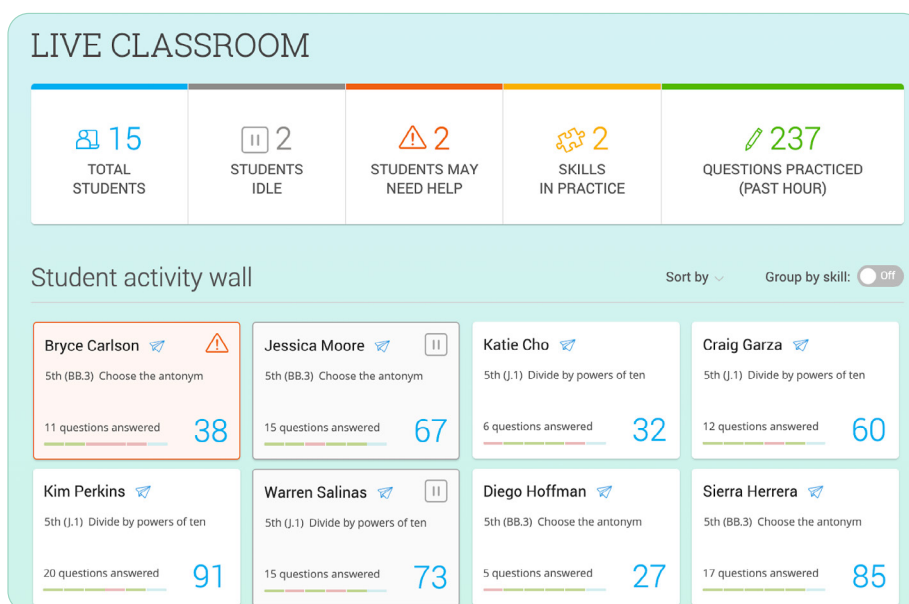 LIVE CLASSROOM
15
TOTAL
STUDENTS
2
STUDENTS
IDLE
2
STUDENTS MAY
NEED HELP
2
SKILLS
IN PRACTICE
237
QUESTIONS PRACTICED
(PAST HOUR)
Student activity wall
Sort by
Group by skill:
Off
Bryce Carlson
5th (BB.3) Choose the antonym
11 questions answered
38
Jessica Moore
5th (BB.3) Choose the antonym
15 questions answered
67
Katie Cho
5th (J.1) Divide by powers of ten
6 questions answered
32
Craig Garza
5th (J.1) Divide by powers of ten
12 questions answered
60
Kim Perkins
5th (J.1) Divide by powers of ten
20 questions answered
91
Warren Salinas
5th (J.1) Divide by powers of ten
15 questions answered
73
Diego Hoffman
5th (BB.3) Choose the antonym
5 questions answered
27
Sierra Herrera
5th (BB.3) Choose the antonym
17 questions answered
85